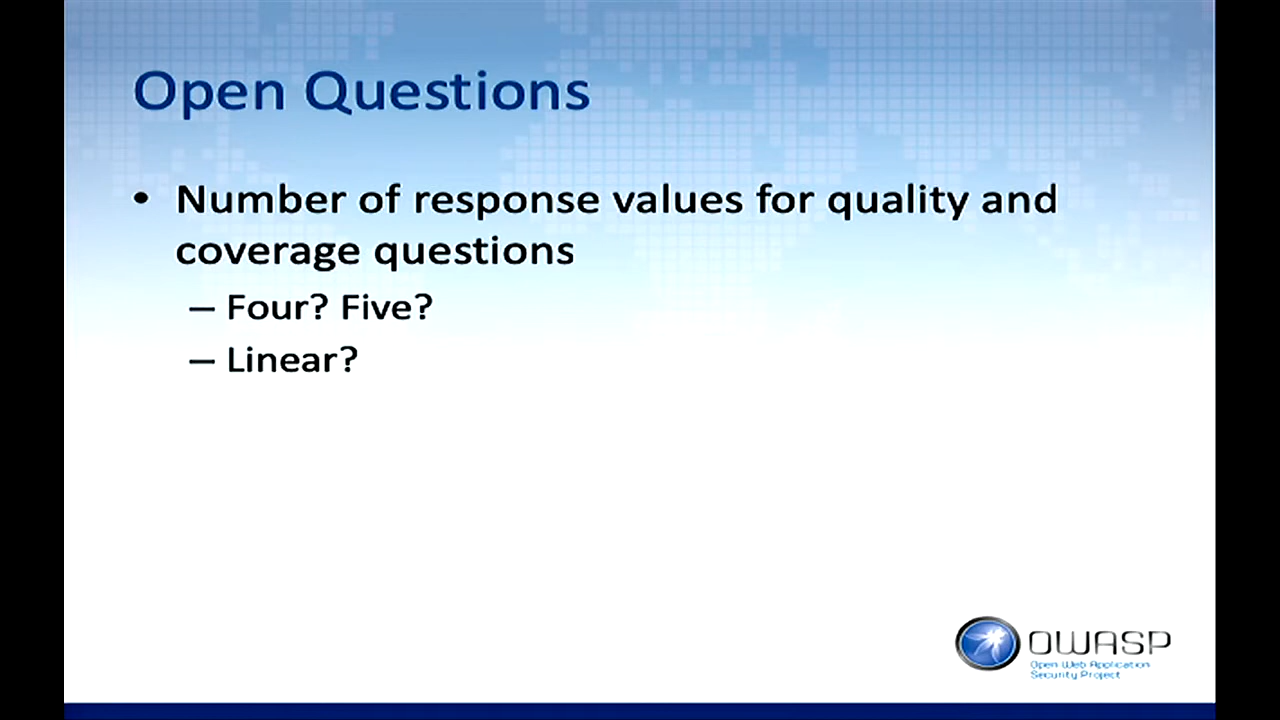 Open Questions
• Number of response values for quality and
coverage questions
– Four? Five?
– Linear?
OWASP
Open Web Application
Security Project